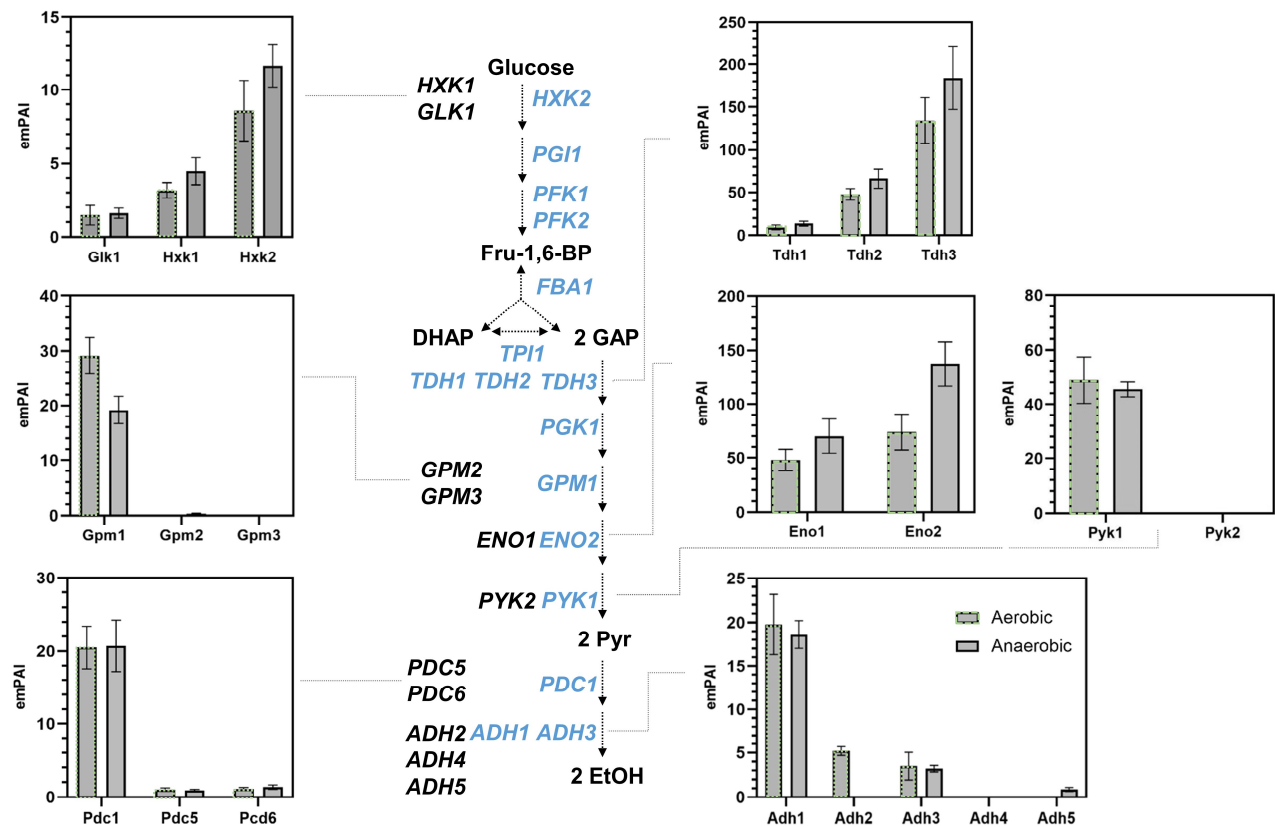 15
10
5
0
emPAI
Glk1 Hxk1 Hxk2
40
30
20
10
0
emPAI
Gpm1 Gpm2 Gpm3
30
20
10
0
emPAI
Pdc1 Pdc5 Pcd6
Glucose
HXK1
GLK1
HXK2
PGI1
PFK1
PFK2
Fru-1,6-BP
FBA1
DHAP 2 GAP
TPI1
TDH1 TDH2 TDH3
PGK1
GPM2
GPM3
GPM1
ENO1 ENO2
PYK2 PYK1
2 Pyr
PDC5
PDC6
PDC1
ADH2 ADH1 ADH3
ADH4
ADH5
2 EtOH
250
200
150
100
50
0
emPAI
Tdh1 Tdh2 Tdh3
200
150
100
50
0
emPAI
Eno1 Eno2
80
60
40
20
0
emPAI
Pyk1 Pyk2
25
20
15
10
5
0
emPAI
Aerobic
Anaerobic
Adh1 Adh2 Adh3 Adh4 Adh5